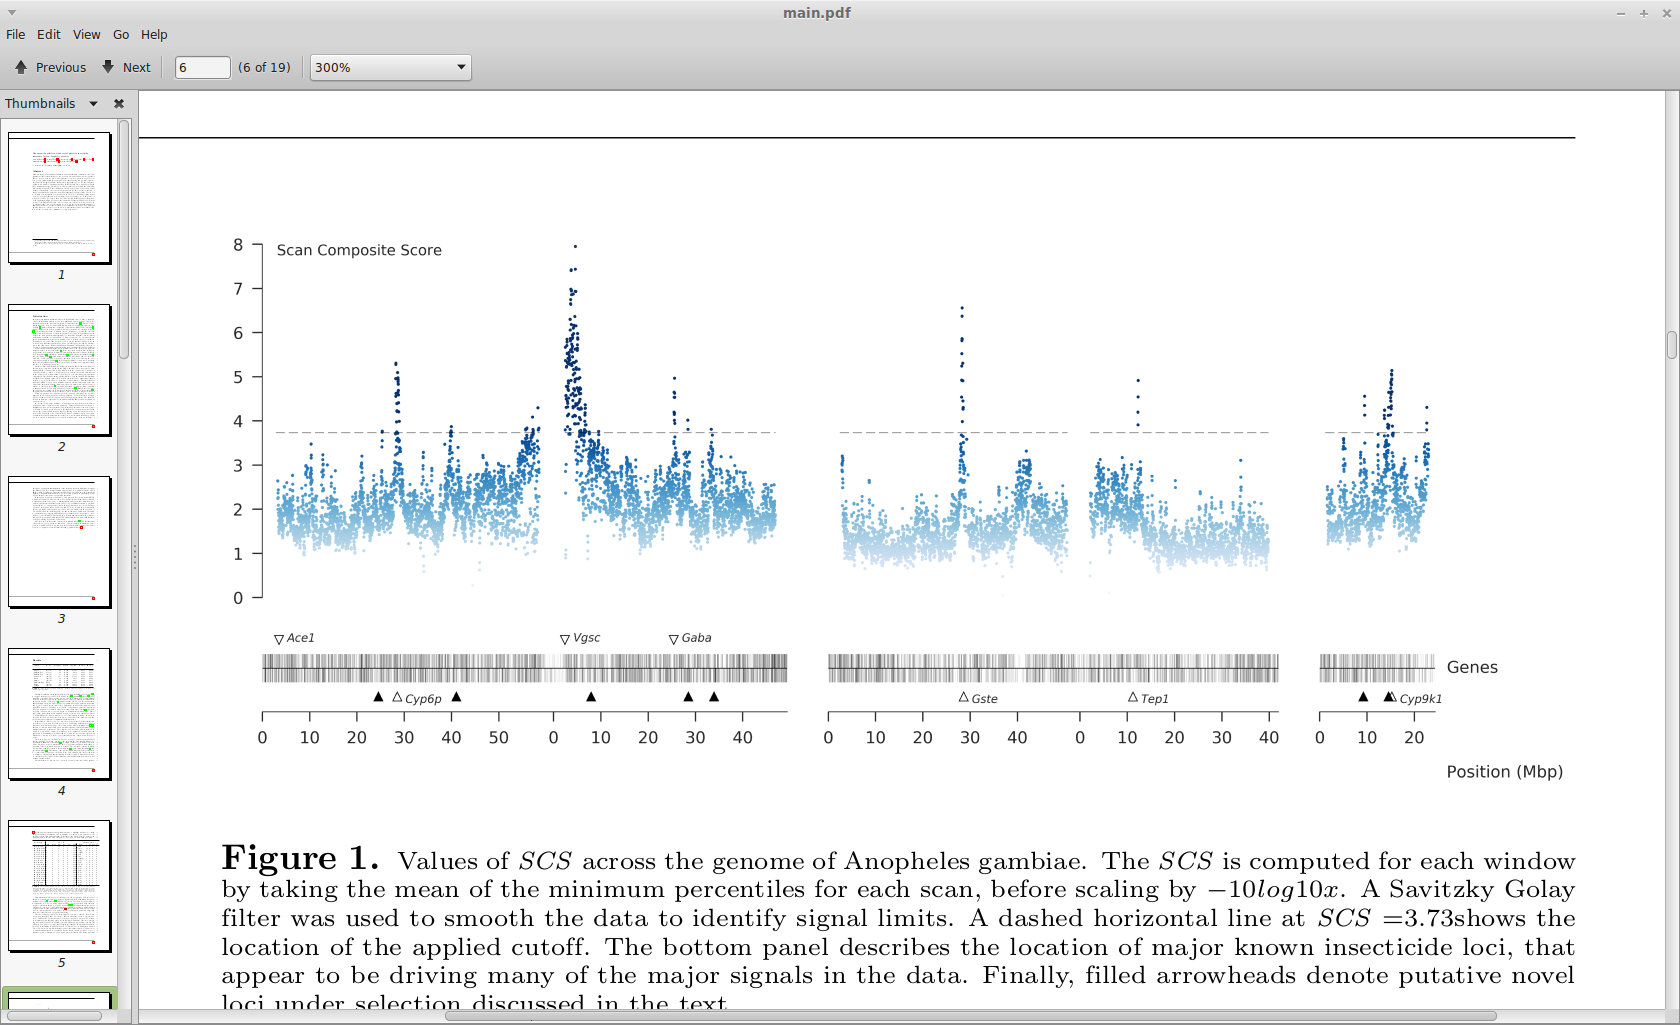 main.pdf
File Edit View Go Help
Previous Next 6 (6 of 19) 300%
Thumbnails
1
2
3
4
5
Scan Composite Score
8
7
6
5
4
3
2
1
0
Ace1 Vgsc Gaba
Genes
Cyp6p Gste Tep1 Cyp9k1
0 10 20 30 40 50 0 10 20 30 40 0 10 20 30 40 0 10 20 30 40 0 10 20
Position (Mbp)
Figure 1. Values of SCS across the genome of Anopheles gambiae. The SCS is computed for each window
by taking the mean of the minimum percentiles for each scan, before scaling by −10log10x. A Savitzky Golay
filter was used to smooth the data to identify signal limits. A dashed horizontal line at SCS =3.73shows the
location of the applied cutoff. The bottom panel describes the location of major known insecticide loci, that
appear to be driving many of the major signals in the data. Finally, filled arrowheads denote putative novel
loci under selection discussed in the text